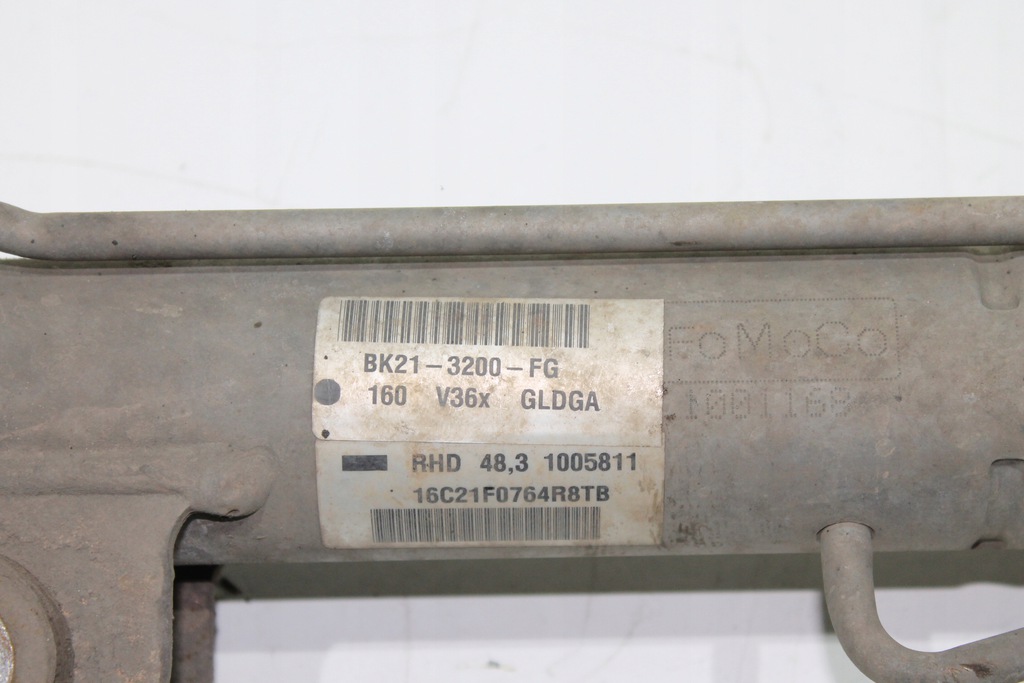 BK21-3200-FG
160 V36x GLDGA
RHD 48,3 1005811
16C21F0764R8TB
FoMoCo